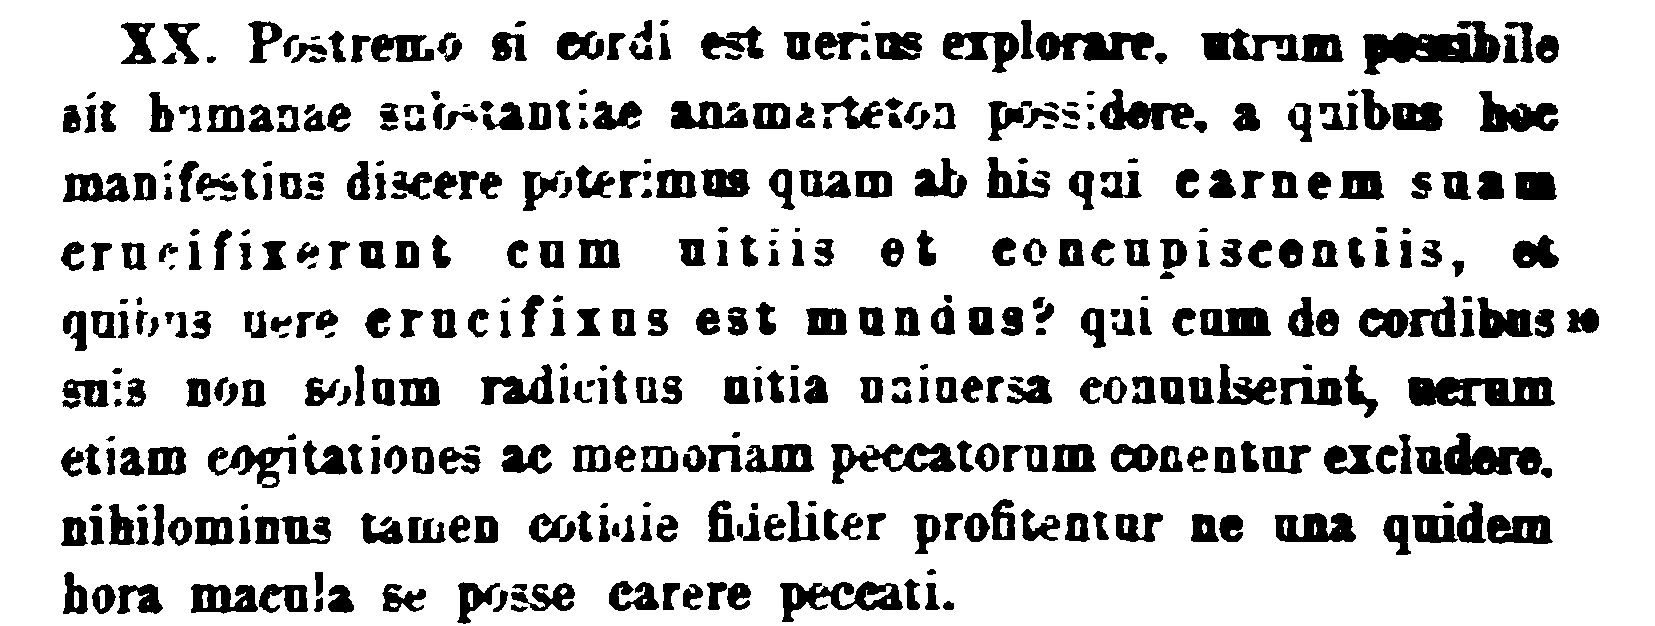 XX. Postremo si cordi est uerius explorare, utrum possibile
sit humanae substantiae anamarteton possidere, a quibus hoc
manifestius discere poterimus quam ab his qui carnem suam
crucifixerunt cum uitiis et concupiscentiis, et
quibus uere crucifixus est mundus? qui cum de cordibus 20
suis non solum radicitus uitia uniuersa conuulserint, uerum
etiam cogitationes ac memoriam peccatorum conentur excludere,
nihilominus tamen cotidie fideliter profitentur ne una quidem
hora macula se posse carere peccati.